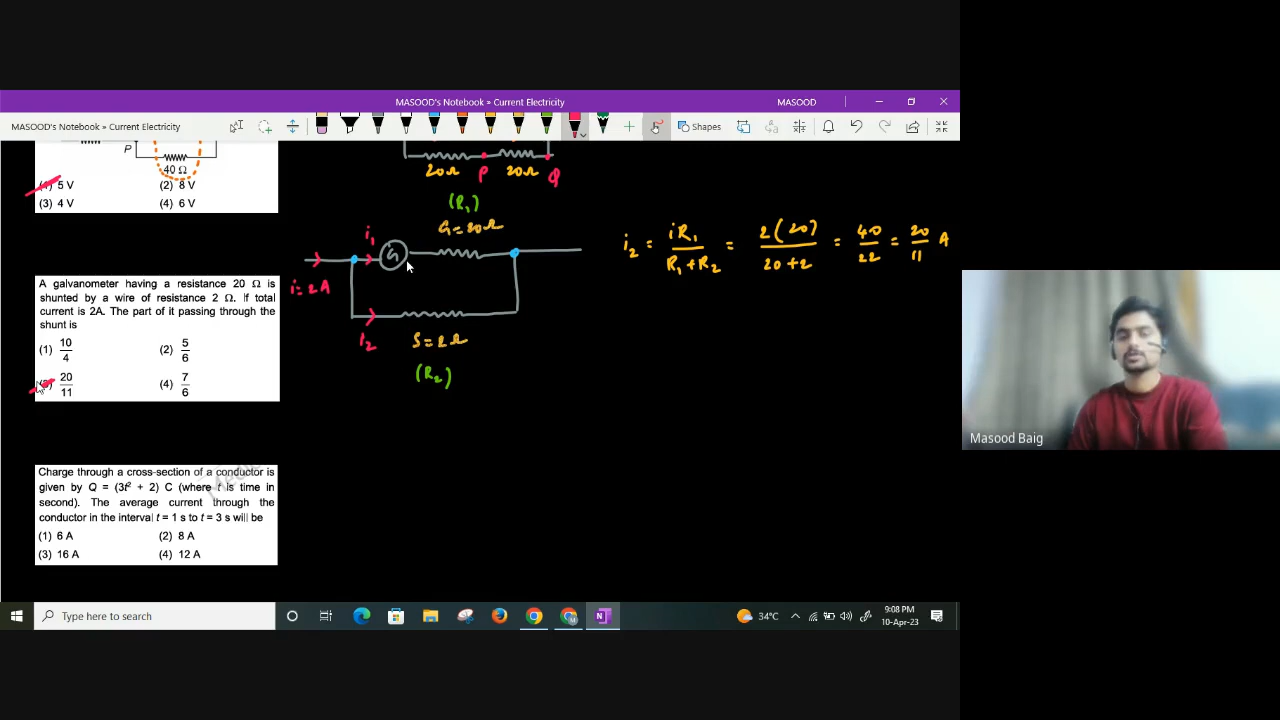 MASOOD's Notebook » Current Electricity
MASOOD
MASOOD's Notebook » Current Electricity
Shapes
P
40 Ω
(1) 5 V (2) 8 V
(3) 4 V (4) 6 V
20Ω P 20Ω Q
(R₁)
G=20Ω
i₁
G
i=2A
i₂
S=2Ω
(R₂)
i₂ = iR₁/R₁+R₂ = 2(20)/20+2 = 40/22 = 20/11 A
A galvanometer having a resistance 20 Ω is
shunted by a wire of resistance 2 Ω. If total
current is 2A. The part of it passing through the
shunt is
(1) 10/4 (2) 5/6
(3) 20/11 (4) 7/6
Charge through a cross-section of a conductor is
given by Q = (3t² + 2) C (where t is time in
second). The average current through the
conductor in the interval t = 1 s to t = 3 s will be
(1) 6 A (2) 8 A
(3) 16 A (4) 12 A
Masood Baig
Type here to search
34°C
9:08 PM
10-Apr-23